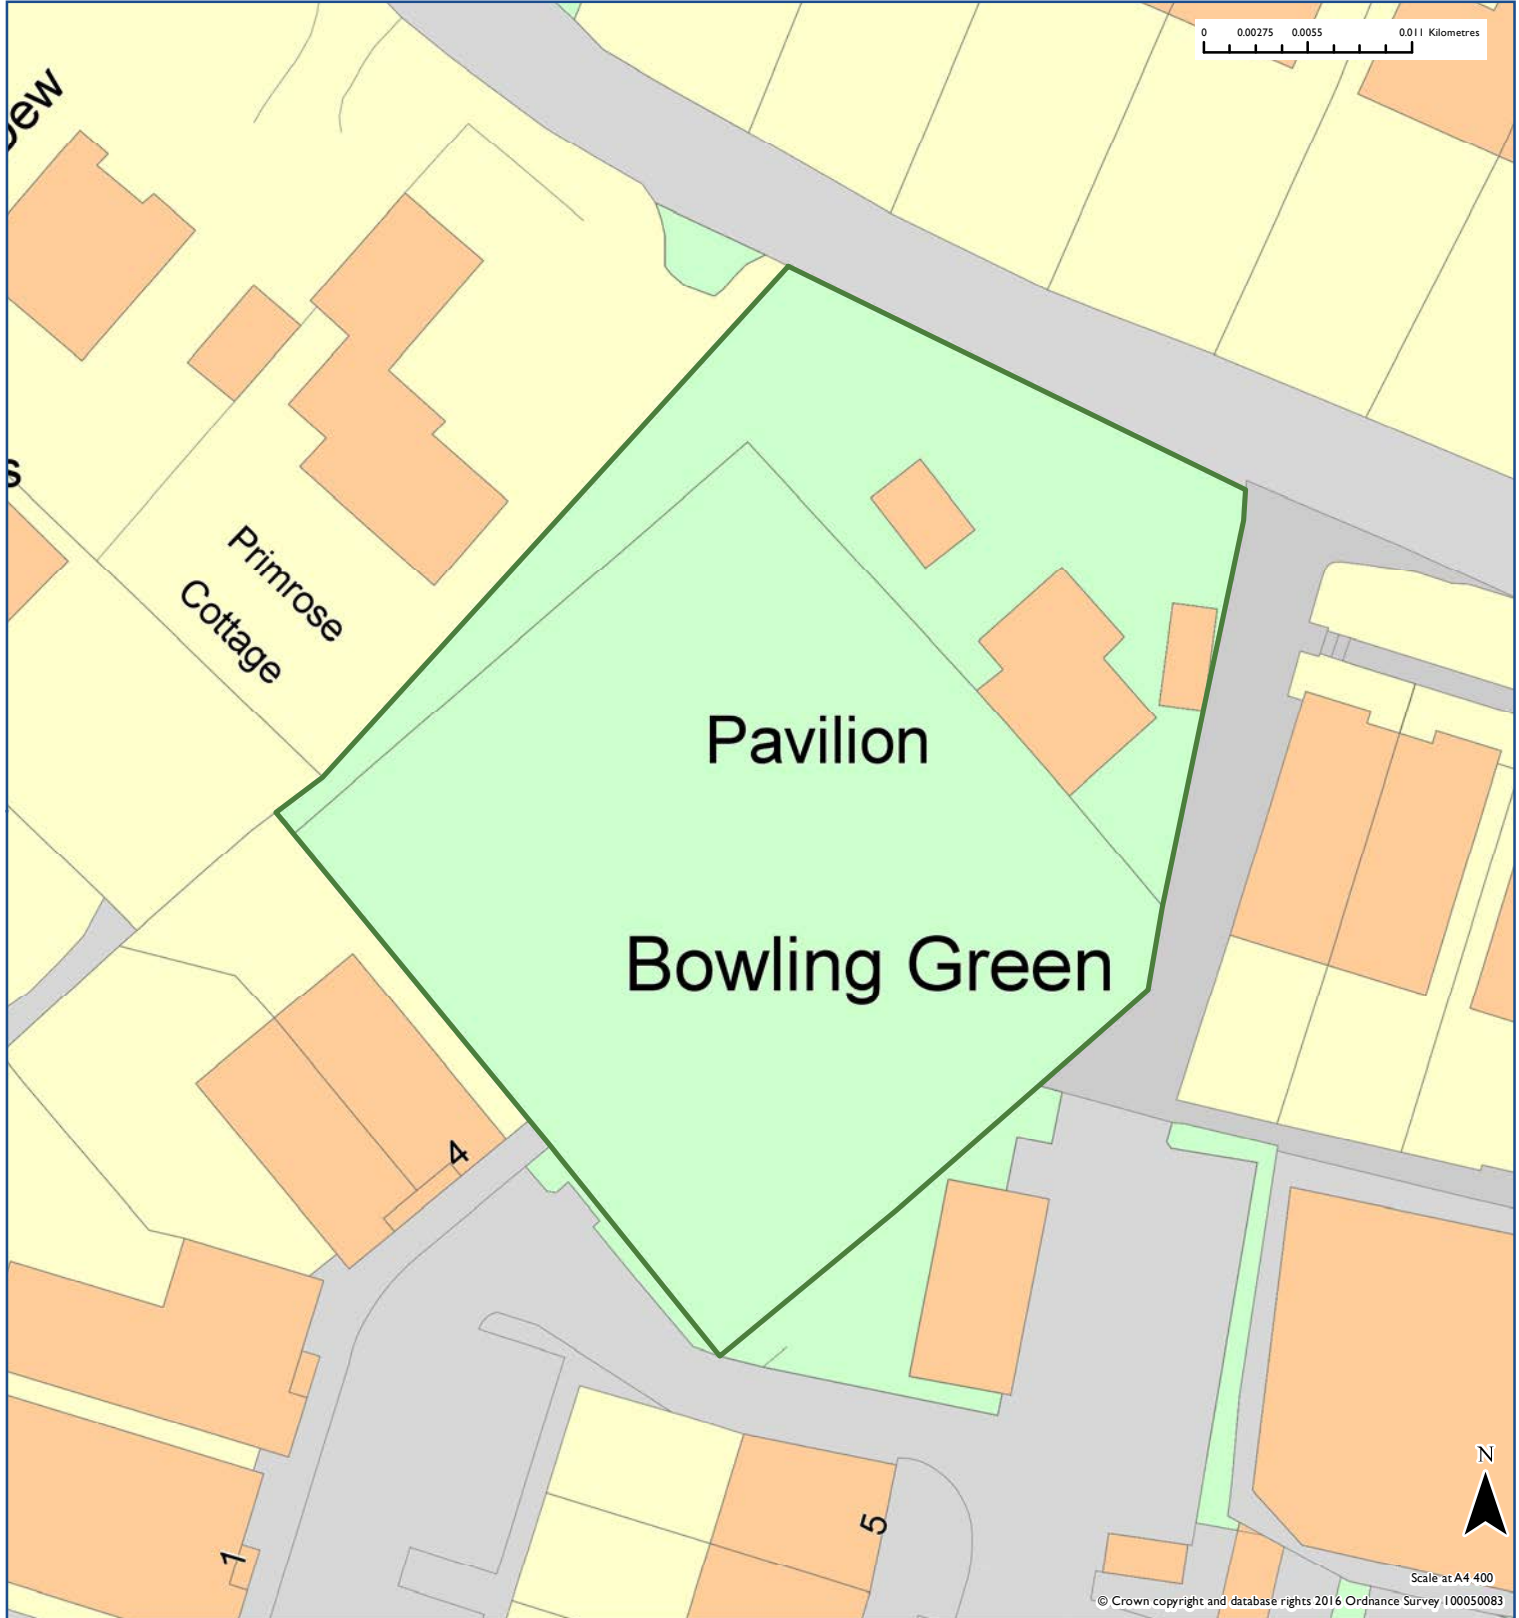 0 0.00275 0.0055 0.011 Kilometres
Primrose
Cottage
Pavilion
Bowling Green
4
5
1
N
Scale at A4 400
© Crown copyright and database rights 2016 Ordnance Survey 100050083